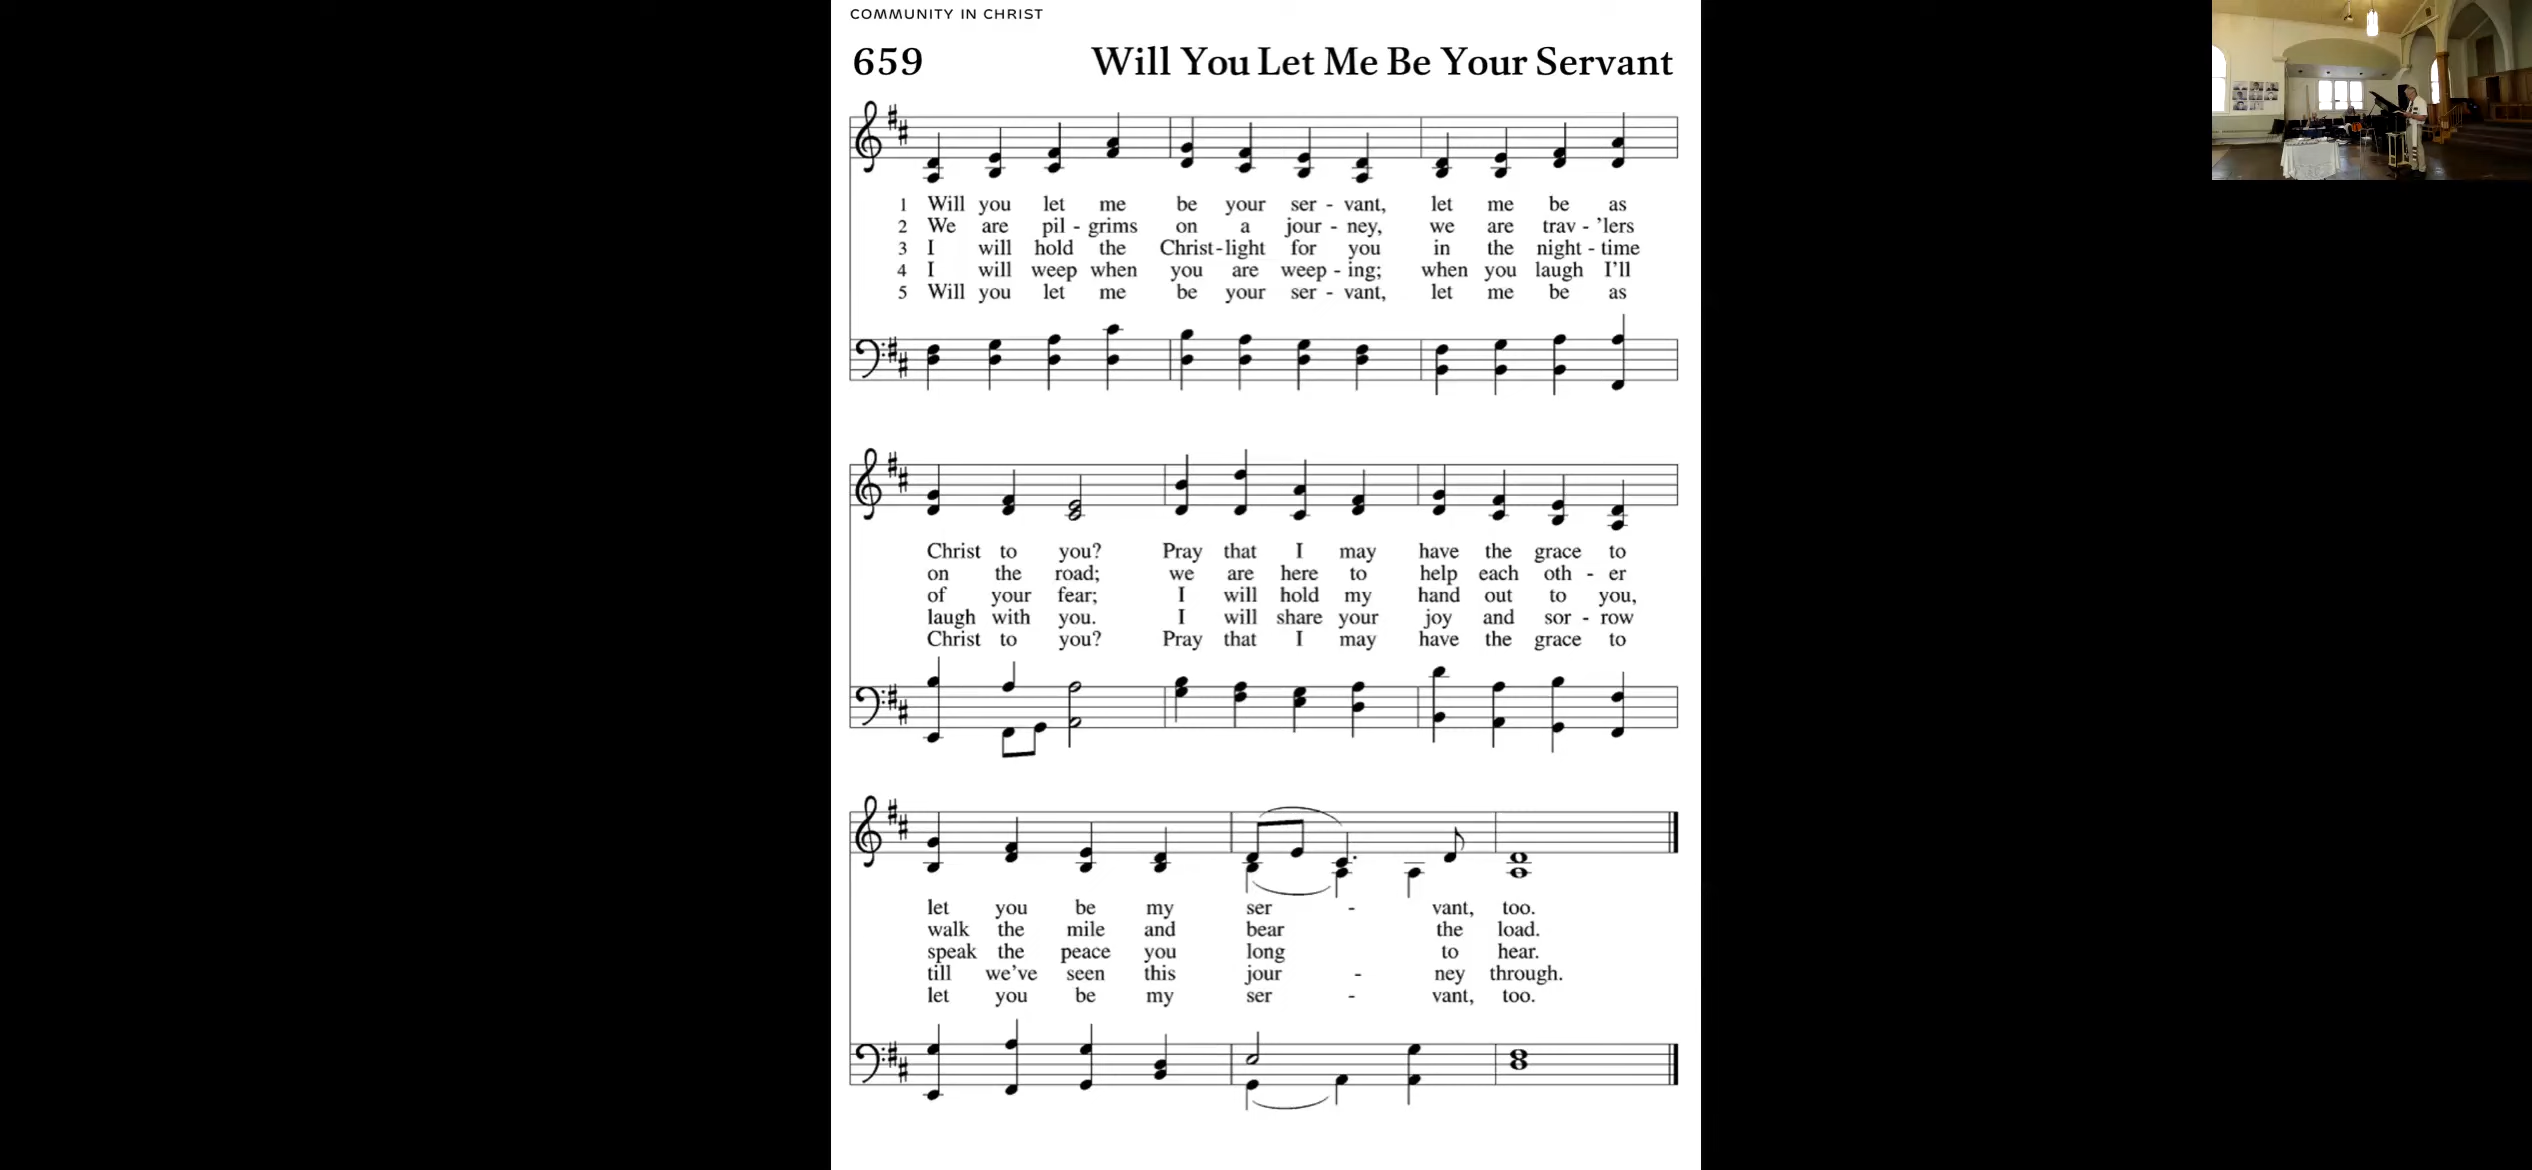 COMMUNITY IN CHRIST
659 Will You Let Me Be Your Servant
1 Will you let me be your ser - vant, let me be as
2 We are pil - grims on a jour - ney, we are trav - ’lers
3 I will hold the Christ - light for you in the night - time
4 I will weep when you are weep - ing; when you laugh I’ll
5 Will you let me be your ser - vant, let me be as
Christ to you? Pray that I may have the grace to
on the road; we are here to help each oth - er
of your fear; I will hold my hand out to you,
laugh with you. I will share your joy and sor - row
Christ to you? Pray that I may have the grace to
let you be my ser - vant, too.
walk the mile and bear the load.
speak the peace you long to hear.
till we’ve seen this jour - ney through.
let you be my ser - vant, too.